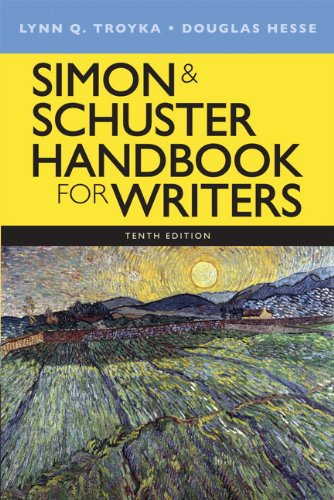 LYNN Q. TROYKA • DOUGLAS HESSE
SIMON &
SCHUSTER
HANDBOOK
FOR WRITERS
TENTH EDITION